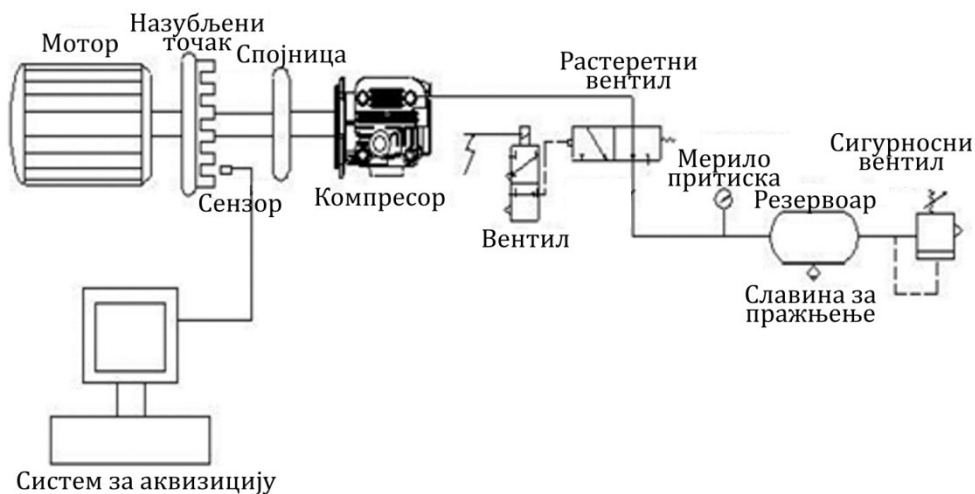 Мотор
Назубљени
точак
Спојница
Компресор
Сензор
Растеретни
вентил
Вентил
Мерило
притиска
Резервоар
Сигурносни
вентил
Славина за
пражњење
Систем за аквизицију